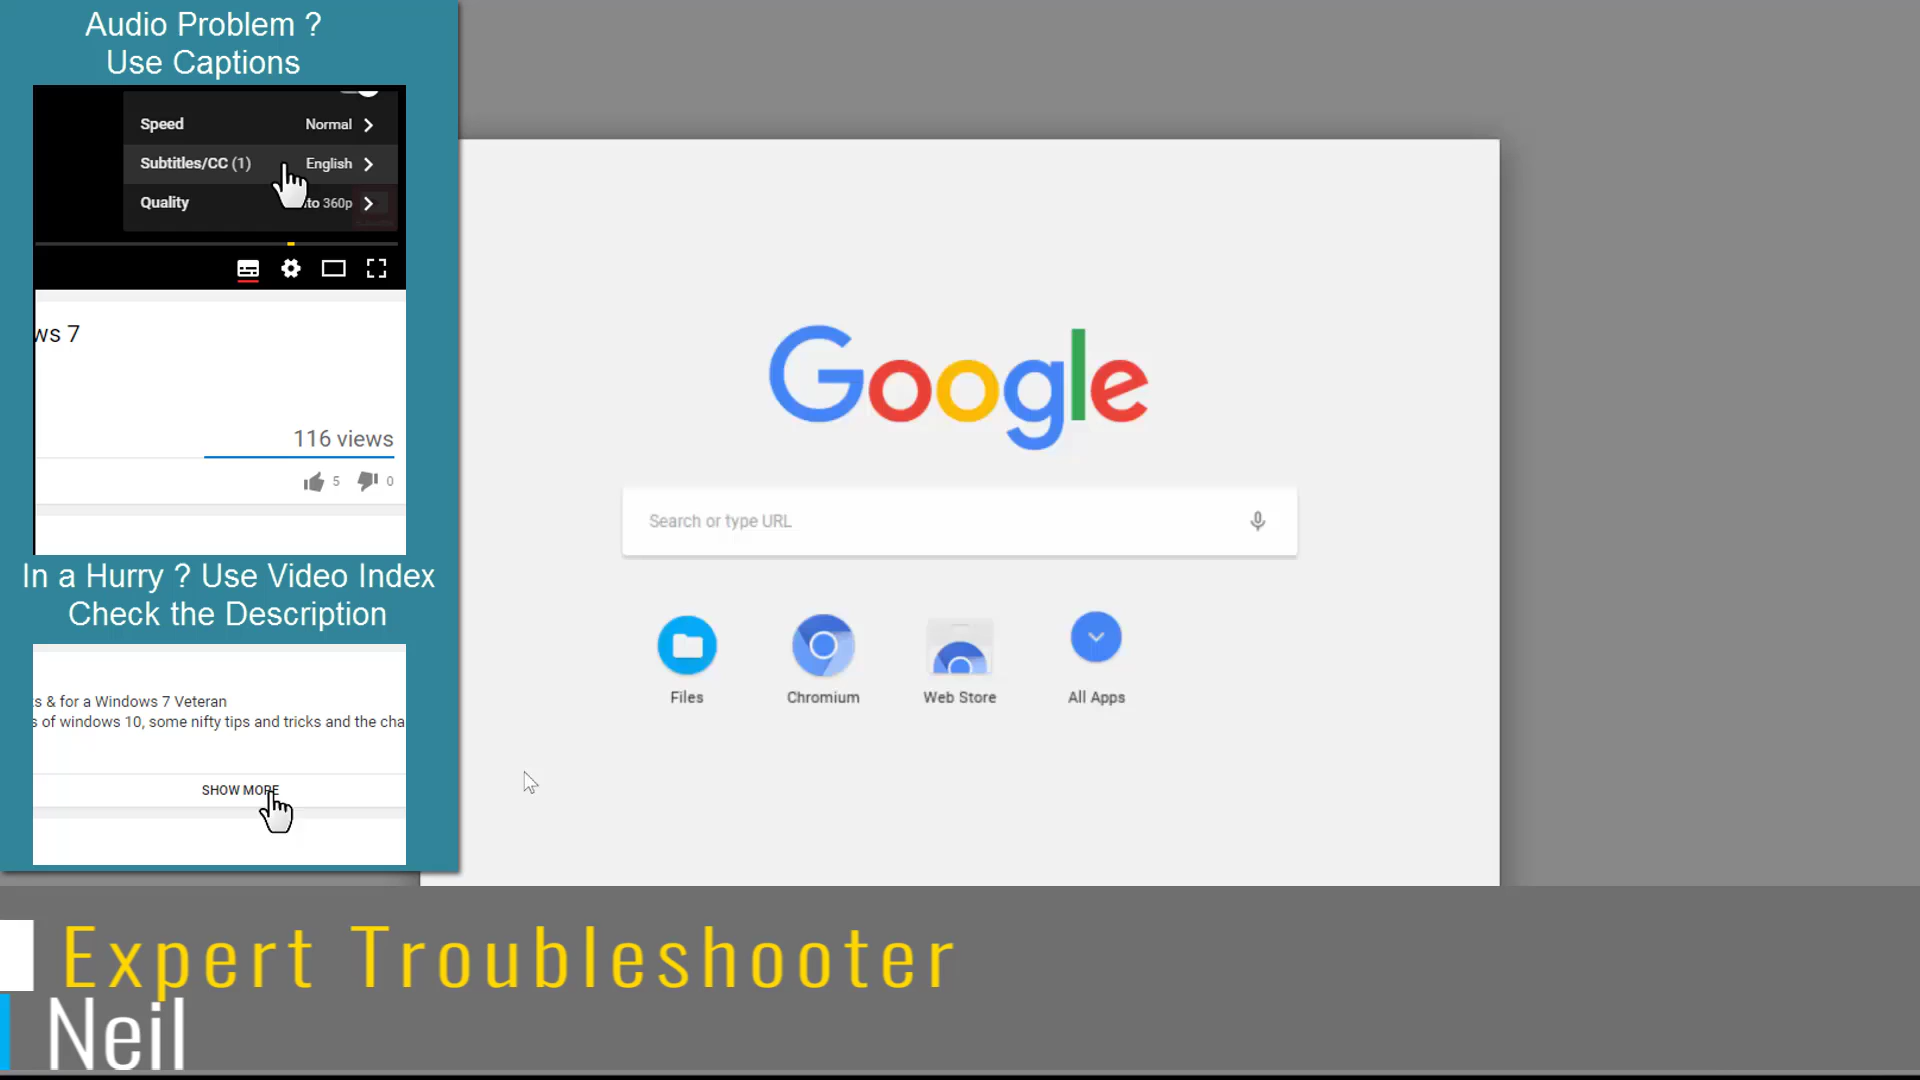 Audio Problem ?
Use Captions
Speed Normal
Subtitles/CC (1) English
Quality to 360p
ws 7
116 views
5 0
In a Hurry ? Use Video Index
Check the Description
s & for a Windows 7 Veteran
s of windows 10, some nifty tips and tricks and the cha
SHOW MORE
Google
Search or type URL
Files Chromium Web Store All Apps
Expert Troubleshooter
Neil